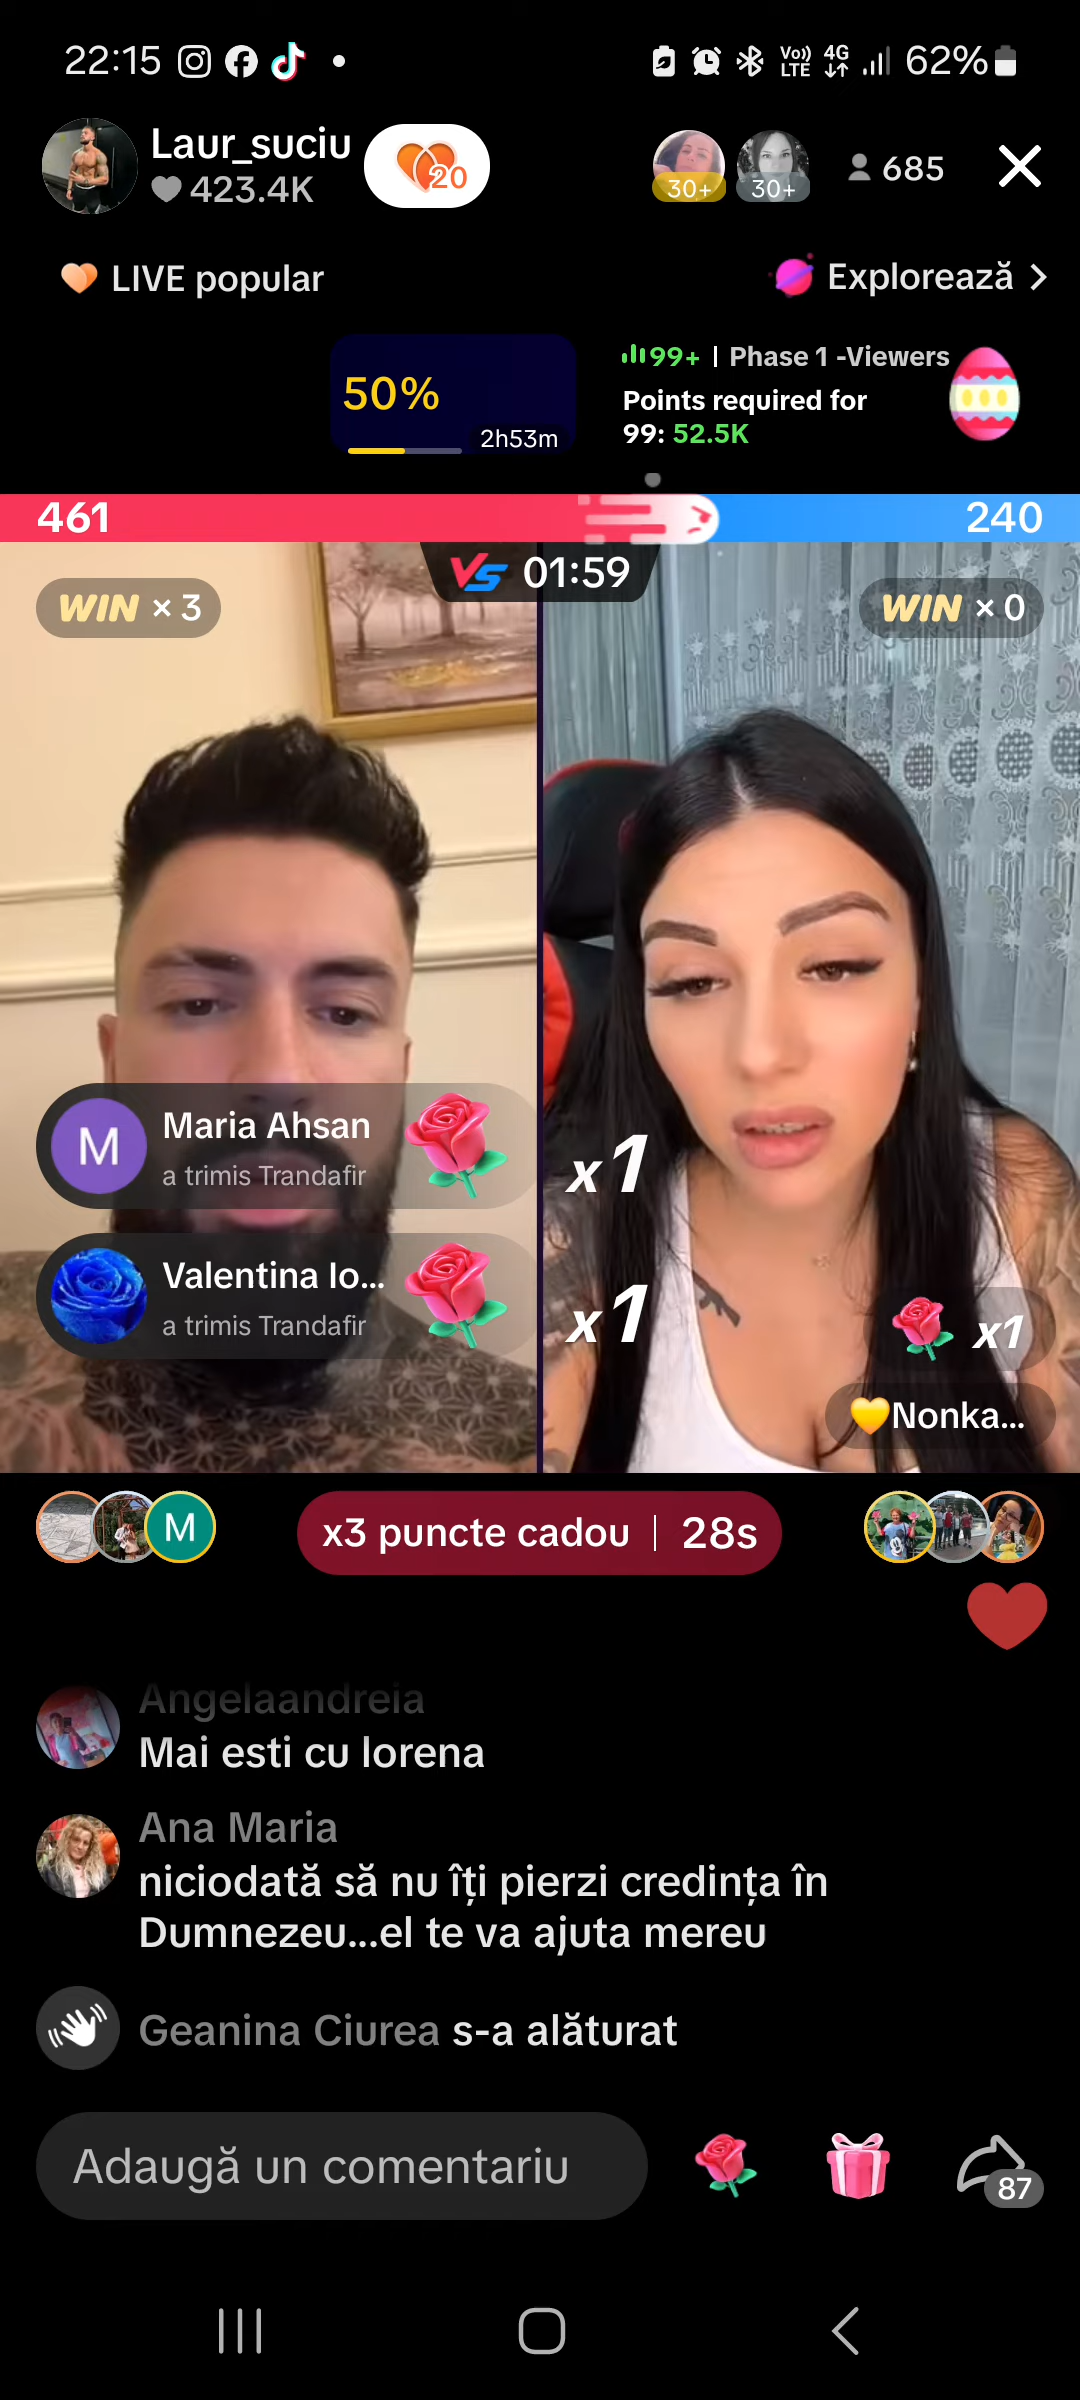 22:15
Vo))
LTE
4G
62%
Laur_suciu
423.4K
20
30+
30+
685
LIVE popular
Explorează
50%
2h53m
99+ | Phase 1 -Viewers
Points required for
99: 52.5K
461
240
VS 01:59
WIN × 3
WIN × 0
M
Maria Ahsan
a trimis Trandafir
x1
Valentina Io...
a trimis Trandafir
x1
x1
Nonka...
M
x3 puncte cadou | 28s
Angelaandreia
Mai esti cu lorena
Ana Maria
niciodată să nu îți pierzi credința în
Dumnezeu...el te va ajuta mereu
Geanina Ciurea s-a alăturat
Adaugă un comentariu
87